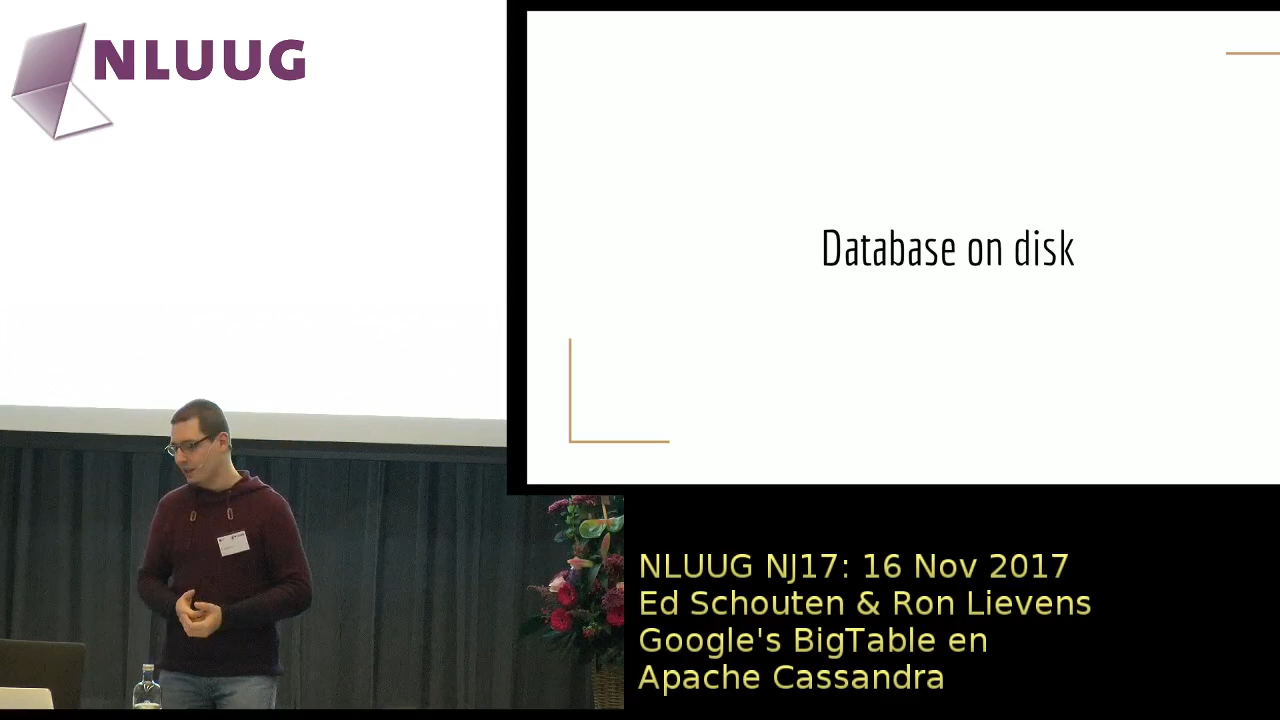 NLUUG
Database on disk
NLUUG NJ17: 16 Nov 2017
Ed Schouten & Ron Lievens
Google's BigTable en
Apache Cassandra